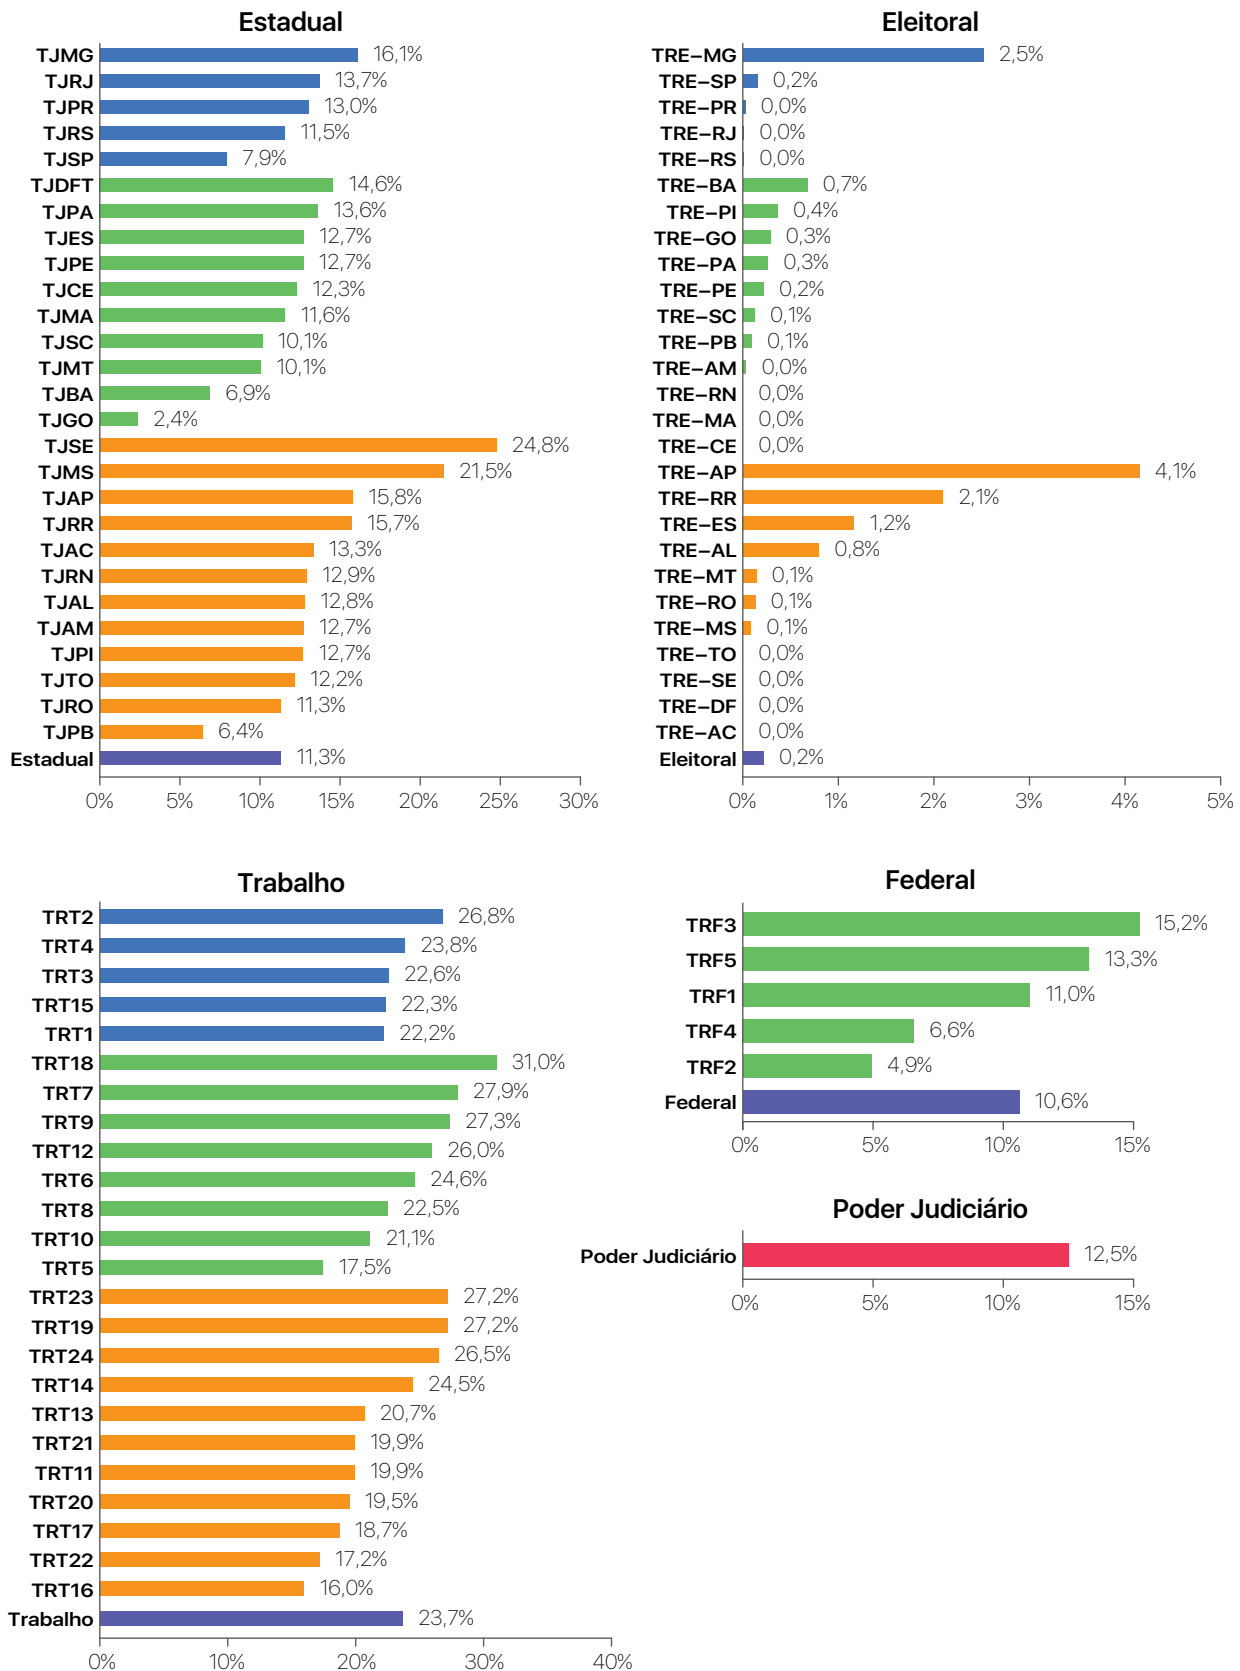 Estadual
TJMG 16,1%
TJRJ 13,7%
TJPR 13,0%
TJRS 11,5%
TJSP 7,9%
TJDFT 14,6%
TJPA 13,6%
TJES 12,7%
TJPE 12,7%
TJCE 12,3%
TJMA 11,6%
TJSC 10,1%
TJMT 10,1%
TJBA 6,9%
TJGO 2,4%
TJSE 24,8%
TJMS 21,5%
TJAP 15,8%
TJRR 15,7%
TJAC 13,3%
TJRN 12,9%
TJAL 12,8%
TJAM 12,7%
TJPI 12,7%
TJTO 12,2%
TJRO 11,3%
TJPB 6,4%
Estadual 11,3%
0% 5% 10% 15% 20% 25% 30%
Eleitoral
TRE–MG 2,5%
TRE–SP 0,2%
TRE–PR 0,0%
TRE–RJ 0,0%
TRE–RS 0,0%
TRE–BA 0,7%
TRE–PI 0,4%
TRE–GO 0,3%
TRE–PA 0,3%
TRE–PE 0,2%
TRE–SC 0,1%
TRE–PB 0,1%
TRE–AM 0,0%
TRE–RN 0,0%
TRE–MA 0,0%
TRE–CE 0,0%
TRE–AP 4,1%
TRE–RR 2,1%
TRE–ES 1,2%
TRE–AL 0,8%
TRE–MT 0,1%
TRE–RO 0,1%
TRE–MS 0,1%
TRE–TO 0,0%
TRE–SE 0,0%
TRE–DF 0,0%
TRE–AC 0,0%
Eleitoral 0,2%
0% 1% 2% 3% 4% 5%
Trabalho
TRT2 26,8%
TRT4 23,8%
TRT3 22,6%
TRT15 22,3%
TRT1 22,2%
TRT18 31,0%
TRT7 27,9%
TRT9 27,3%
TRT12 26,0%
TRT6 24,6%
TRT8 22,5%
TRT10 21,1%
TRT5 17,5%
TRT23 27,2%
TRT19 27,2%
TRT24 26,5%
TRT14 24,5%
TRT13 20,7%
TRT21 19,9%
TRT11 19,9%
TRT20 19,5%
TRT17 18,7%
TRT22 17,2%
TRT16 16,0%
Trabalho 23,7%
0% 10% 20% 30% 40%
Federal
TRF3 15,2%
TRF5 13,3%
TRF1 11,0%
TRF4 6,6%
TRF2 4,9%
Federal 10,6%
0% 5% 10% 15%
Poder Judiciário
Poder Judiciário 12,5%
0% 5% 10% 15%